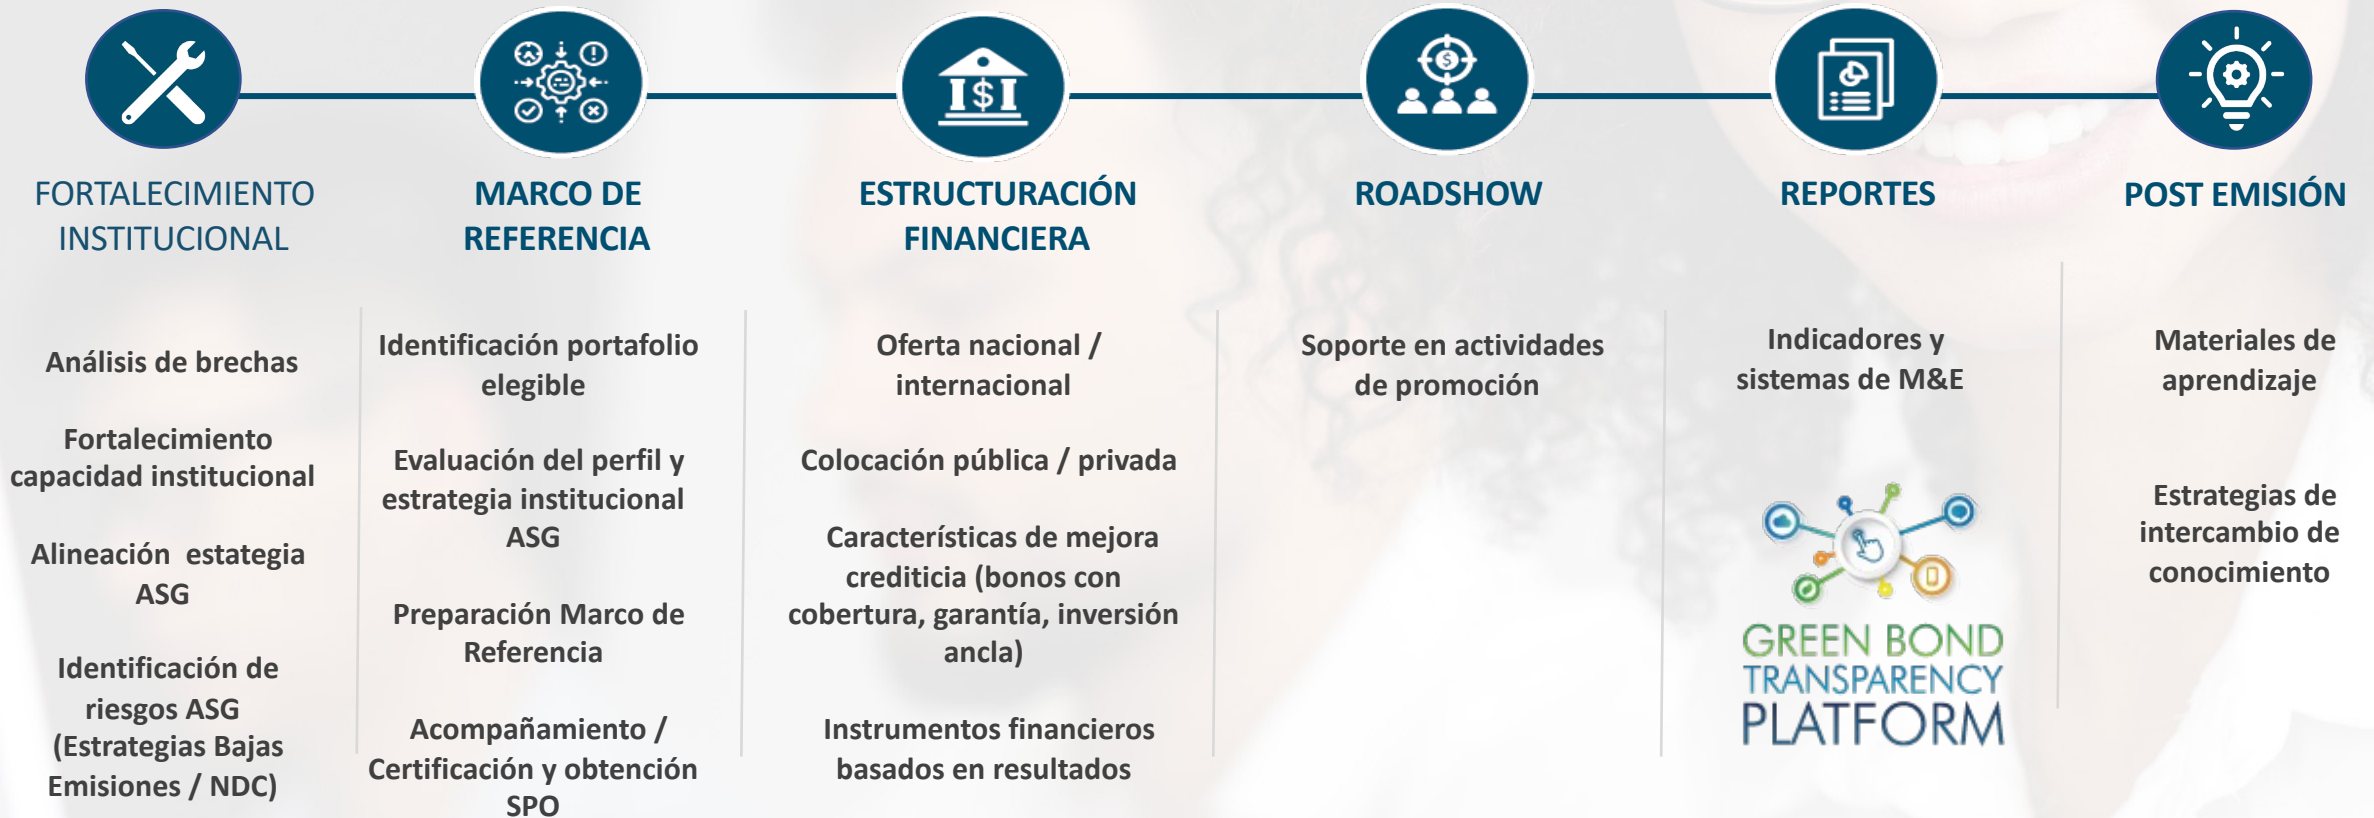 FORTALECIMIENTO
INSTITUCIONAL
Análisis de brechas
Fortalecimiento
capacidad institucional
Alineación  estategia
ASG
Identificación de
riesgos ASG
(Estrategias Bajas
Emisiones / NDC)
MARCO DE
REFERENCIA
Identificación portafolio
elegible
Evaluación del perfil y
estrategia institucional
ASG
Preparación Marco de
Referencia
Acompañamiento /
Certificación y obtención
SPO
ESTRUCTURACIÓN
FINANCIERA
Oferta nacional /
internacional
Colocación pública / privada
Características de mejora
crediticia (bonos con
cobertura, garantía, inversión
ancla)
Instrumentos financieros
basados en resultados
ROADSHOW
Soporte en actividades
de promoción
REPORTES
Indicadores y
sistemas de M&E
GREEN BOND
TRANSPARENCY
PLATFORM
POST EMISIÓN
Materiales de
aprendizaje
Estrategias de
intercambio de
conocimiento